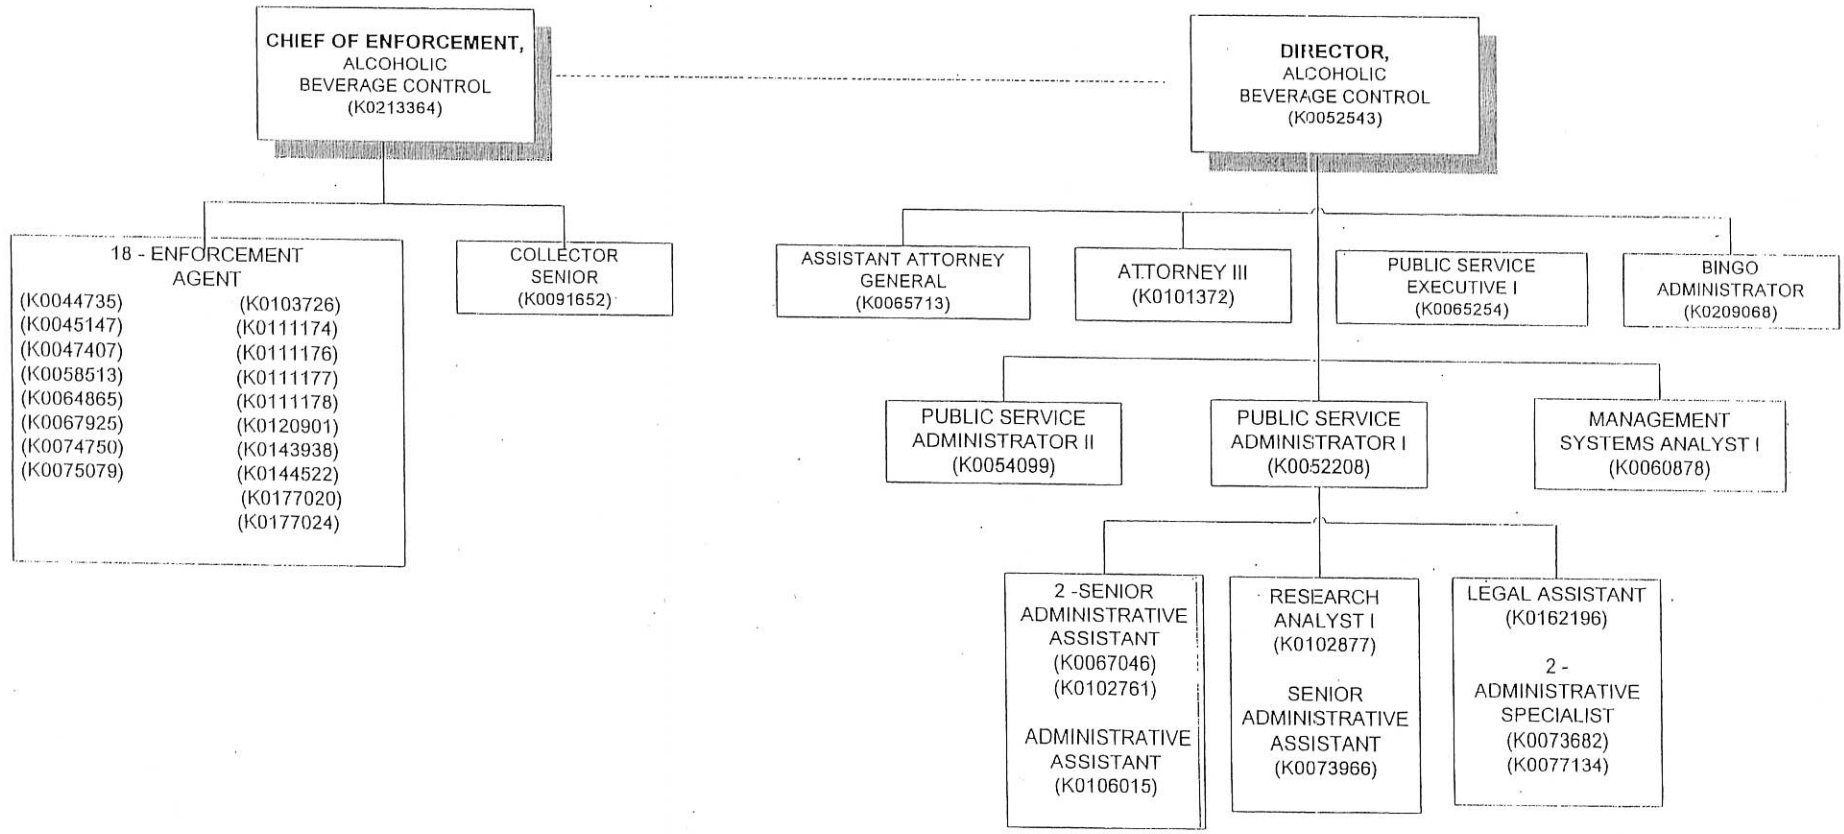 CHIEF OF ENFORCEMENT,
ALCOHOLIC
BEVERAGE CONTROL
(K0213364)
DIRECTOR,
ALCOHOLIC
BEVERAGE CONTROL
(K0052543)
18 - ENFORCEMENT
AGENT
(K0044735)
(K0045147)
(K0047407)
(K0058513)
(K0064865)
(K0067925)
(K0074750)
(K0075079)
(K0103726)
(K0111174)
(K0111176)
(K0111177)
(K0111178)
(K0120901)
(K0143938)
(K0144522)
(K0177020)
(K0177024)
COLLECTOR
SENIOR
(K0091652)
ASSISTANT ATTORNEY
GENERAL
(K0065713)
ATTORNEY III
(K0101372)
PUBLIC SERVICE
EXECUTIVE I
(K0065254)
BINGO
ADMINISTRATOR
(K0209068)
PUBLIC SERVICE
ADMINISTRATOR II
(K0054099)
PUBLIC SERVICE
ADMINISTRATOR I
(K0052208)
MANAGEMENT
SYSTEMS ANALYST I
(K0060878)
2 -SENIOR
ADMINISTRATIVE
ASSISTANT
(K0067046)
(K0102761)
ADMINISTRATIVE
ASSISTANT
(K0106015)
RESEARCH
ANALYST I
(K0102877)
SENIOR
ADMINISTRATIVE
ASSISTANT
(K0073966)
LEGAL ASSISTANT
(K0162196)
2 -
ADMINISTRATIVE
SPECIALIST
(K0073682)
(K0077134)